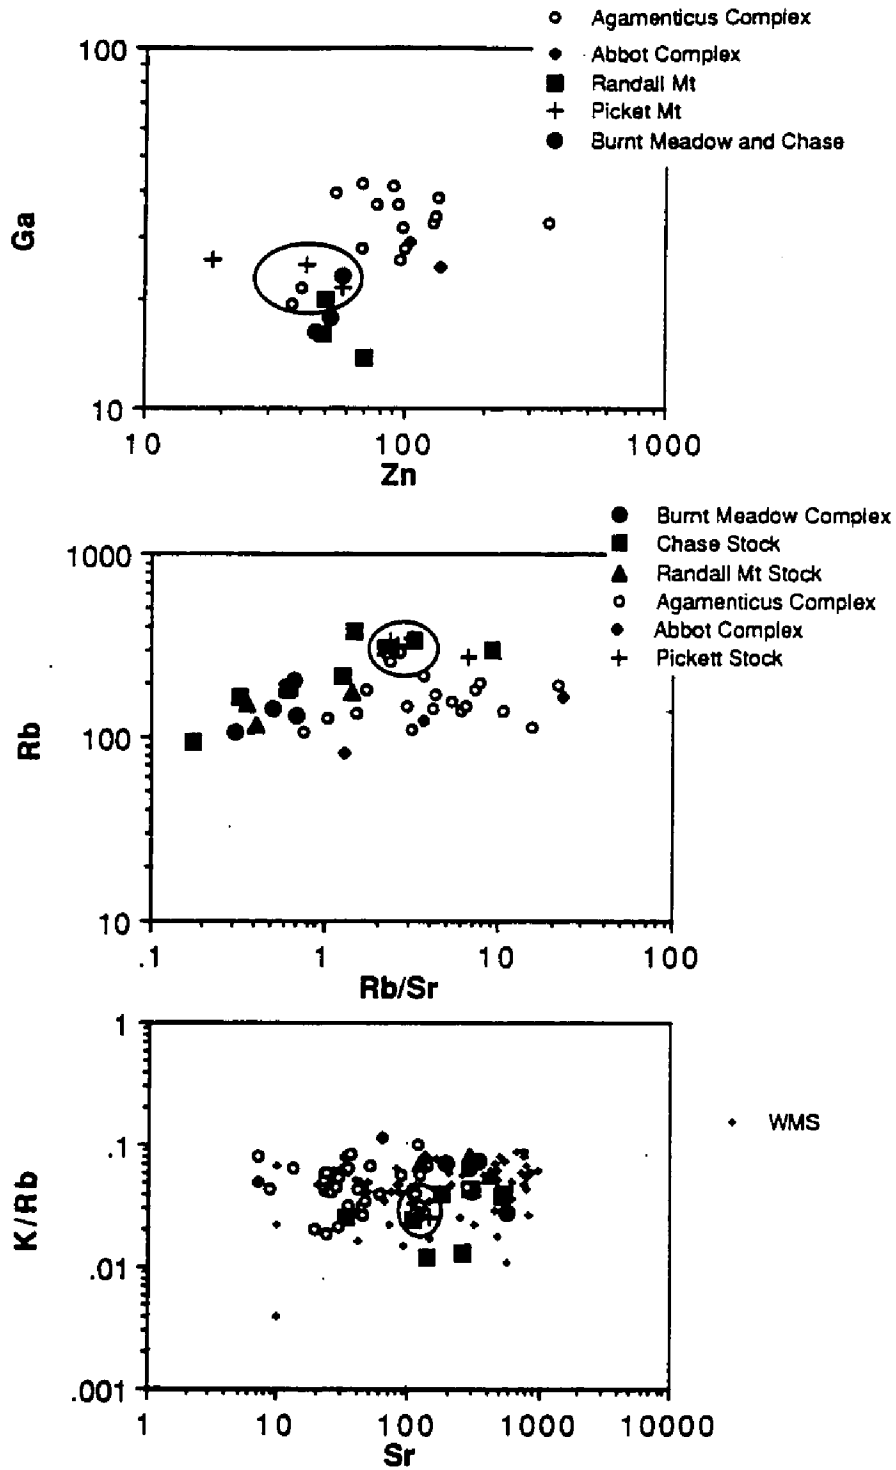 Agamenticus Complex
Abbot Complex
Randall Mt
Picket Mt
Burnt Meadow and Chase
100
Ga
10
10 100 1000
Zn
Burnt Meadow Complex
Chase Stock
Randall Mt Stock
Agamenticus Complex
Abbot Complex
Pickett Stock
1000
Rb
100
10
.1 1 10 100
Rb/Sr
1
WMS
.1
K/Rb
.01
.001
1 10 100 1000 10000
Sr